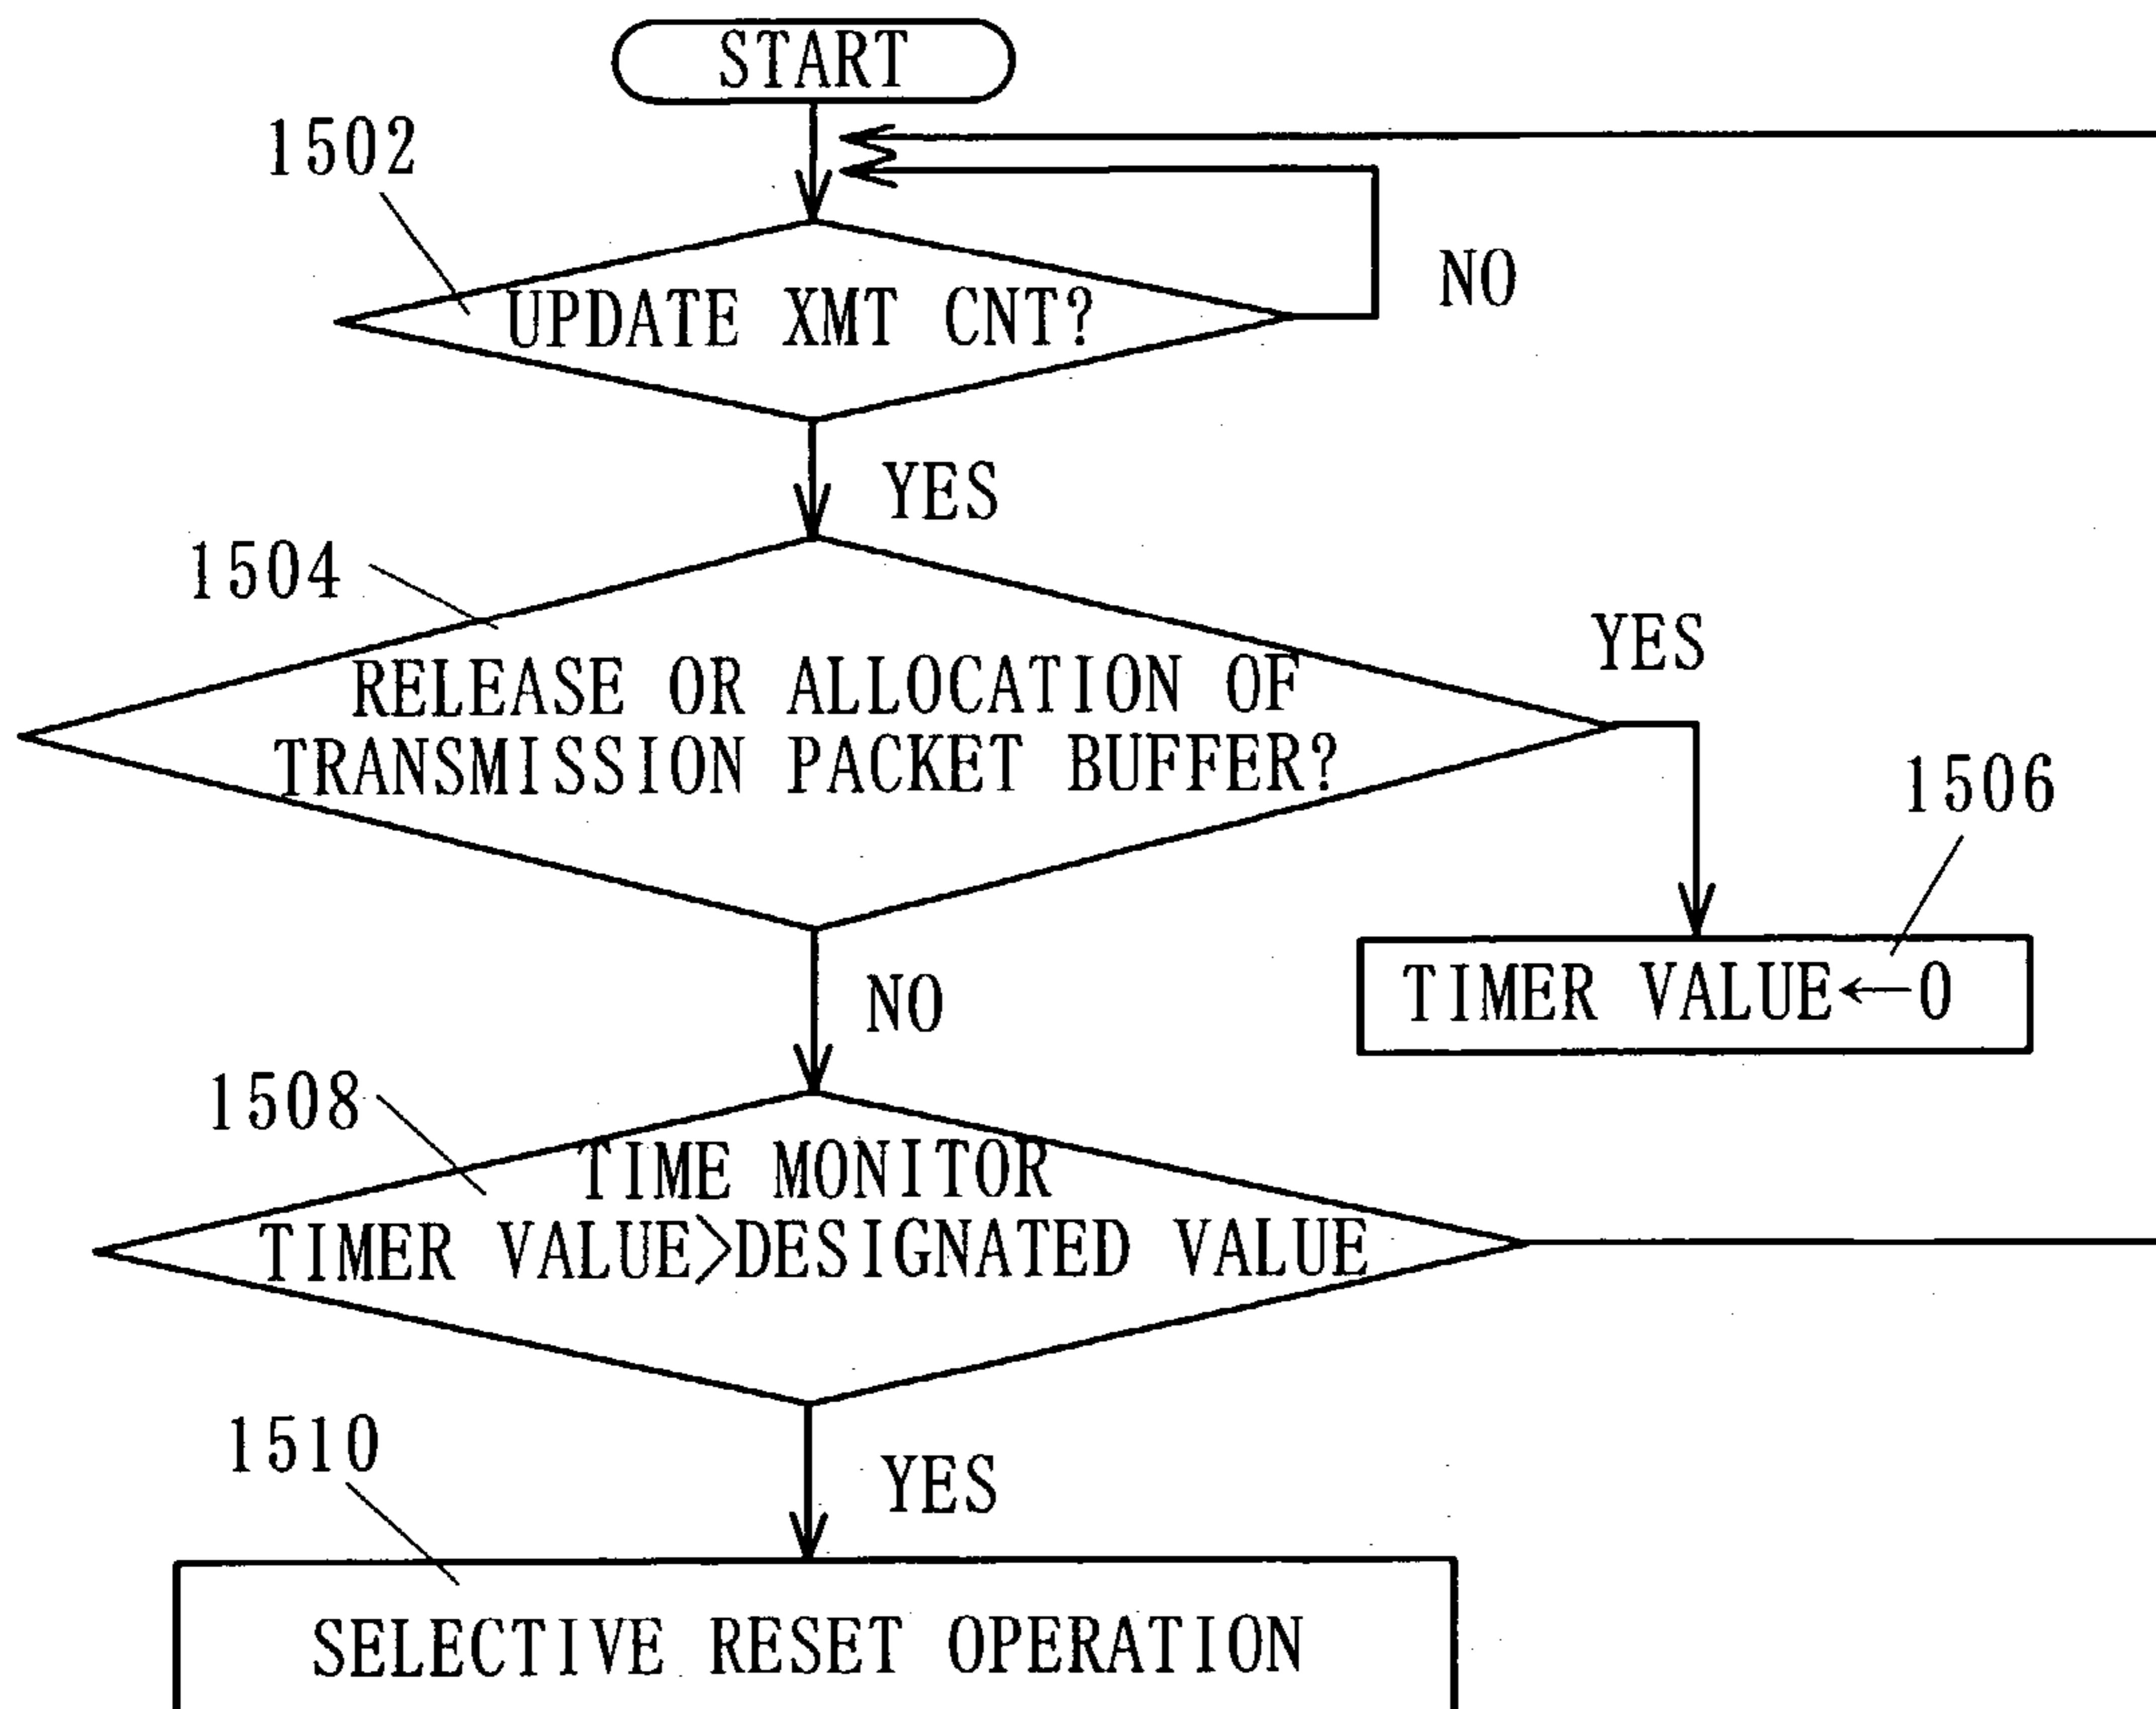 START
1502
UPDATE XMT CNT?
NO
YES
1504
YES
RELEASE OR ALLOCATION OF
TRANSMISSION PACKET BUFFER?
1506
TIMER VALUE←0
NO
1508
TIME MONITOR
TIMER VALUE>DESIGNATED VALUE
1510
YES
SELECTIVE RESET OPERATION